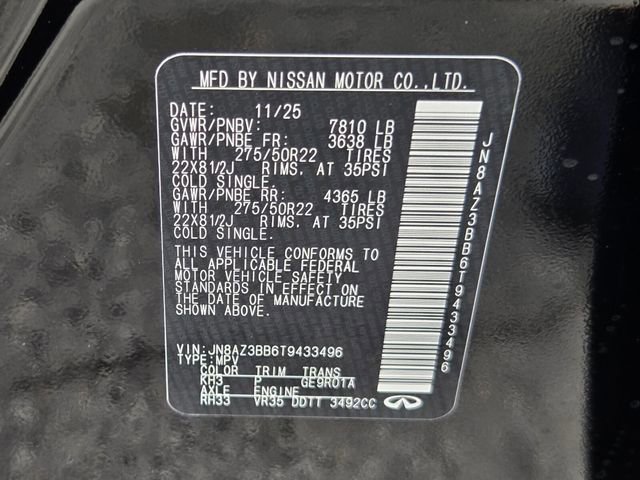 MFD BY NISSAN MOTOR CO.,LTD.
DATE: 11/25
GVWR/PNBV: 7810 LB
GAWR/PNBE FR: 3638 LB
WITH 275/50R22 TIRES
22X81/2J RIMS, AT 35PSI
COLD SINGLE.
GAWR/PNBE RR: 4365 LB
WITH 275/50R22 TIRES
22X81/2J RIMS, AT 35PSI
COLD SINGLE.
THIS VEHICLE CONFORMS TO
ALL APPLICABLE FEDERAL
MOTOR VEHICLE SAFETY
STANDARDS IN EFFECT ON
THE DATE OF MANUFACTURE
SHOWN ABOVE.
VIN: JN8AZ3BB6T9433496
TYPE: MPV
COLOR TRIM TRANS
KH3 P GE9R01A
AXLE ENGINE
RH33 VR35 DDTT 3492CC
JN8AZ3BB6T9433496